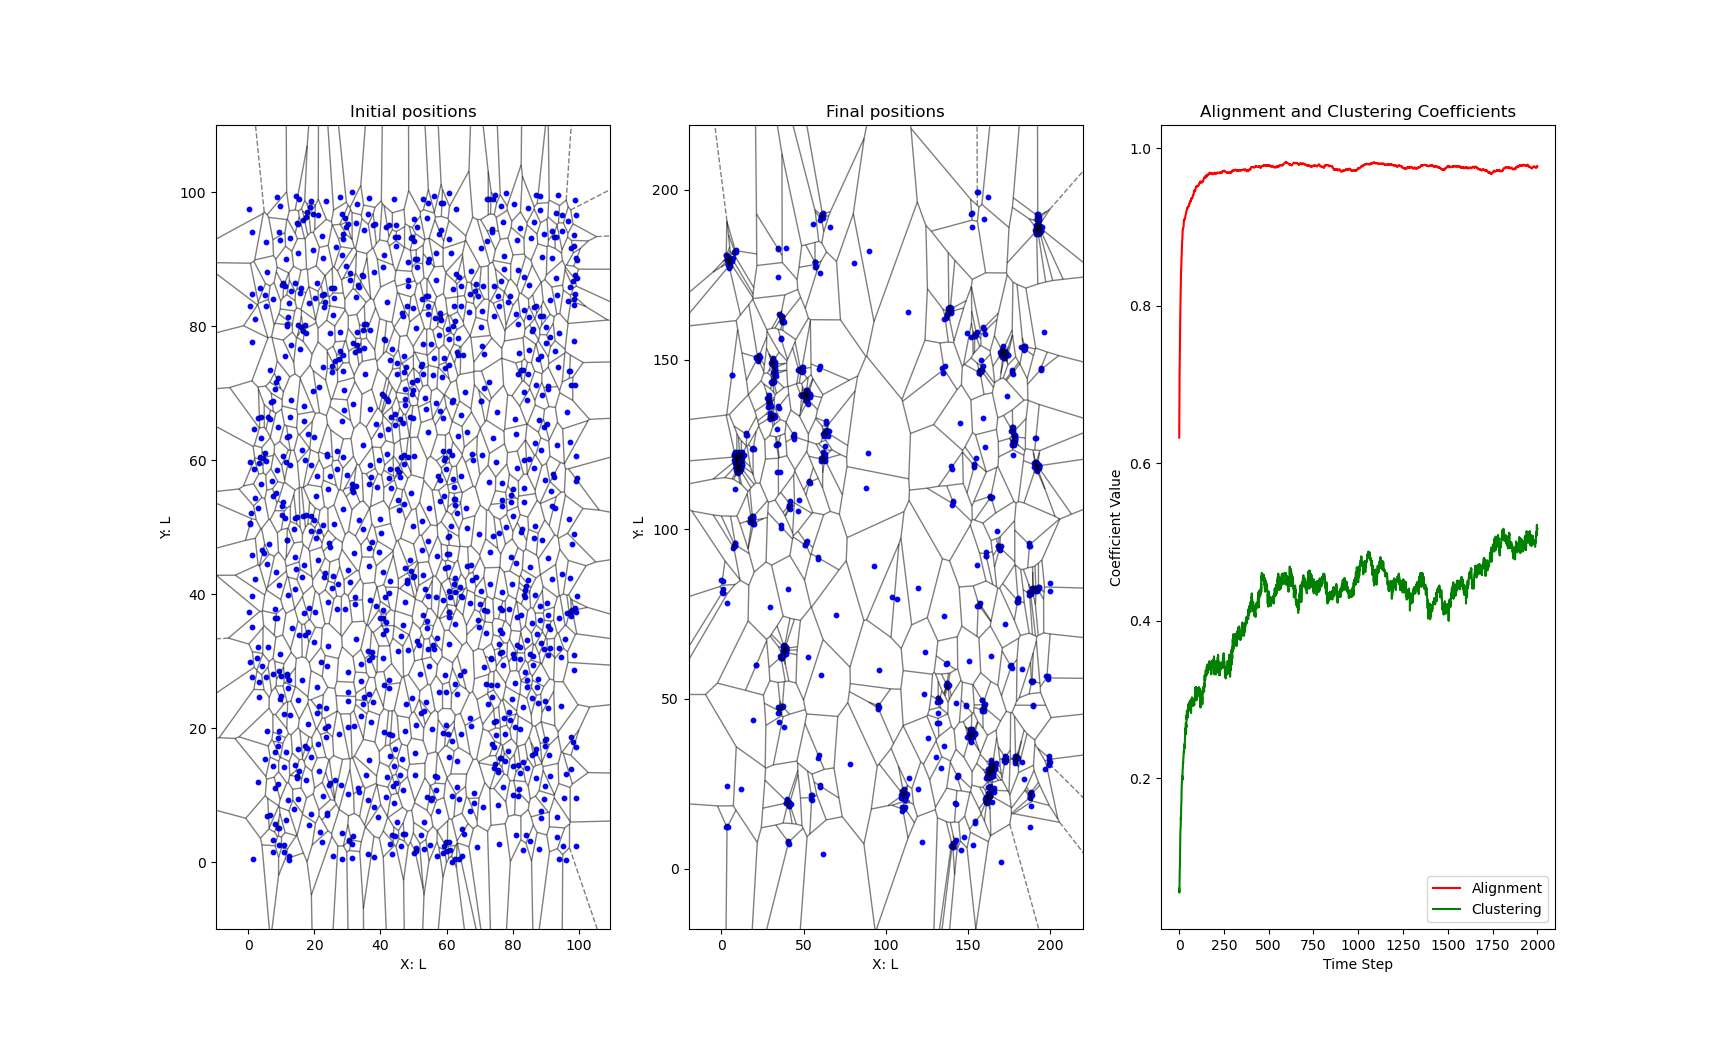 Initial positions
Final positions
Alignment and Clustering Coefficients
Y: L
100
80
60
40
20
0
0 20 40 60 80 100
X: L
Y: L
200
150
100
50
0
0 50 100 150 200
X: L
Coefficient Value
1.0
0.8
0.6
0.4
0.2
Alignment
Clustering
0 250 500 750 1000 1250 1500 1750 2000
Time Step